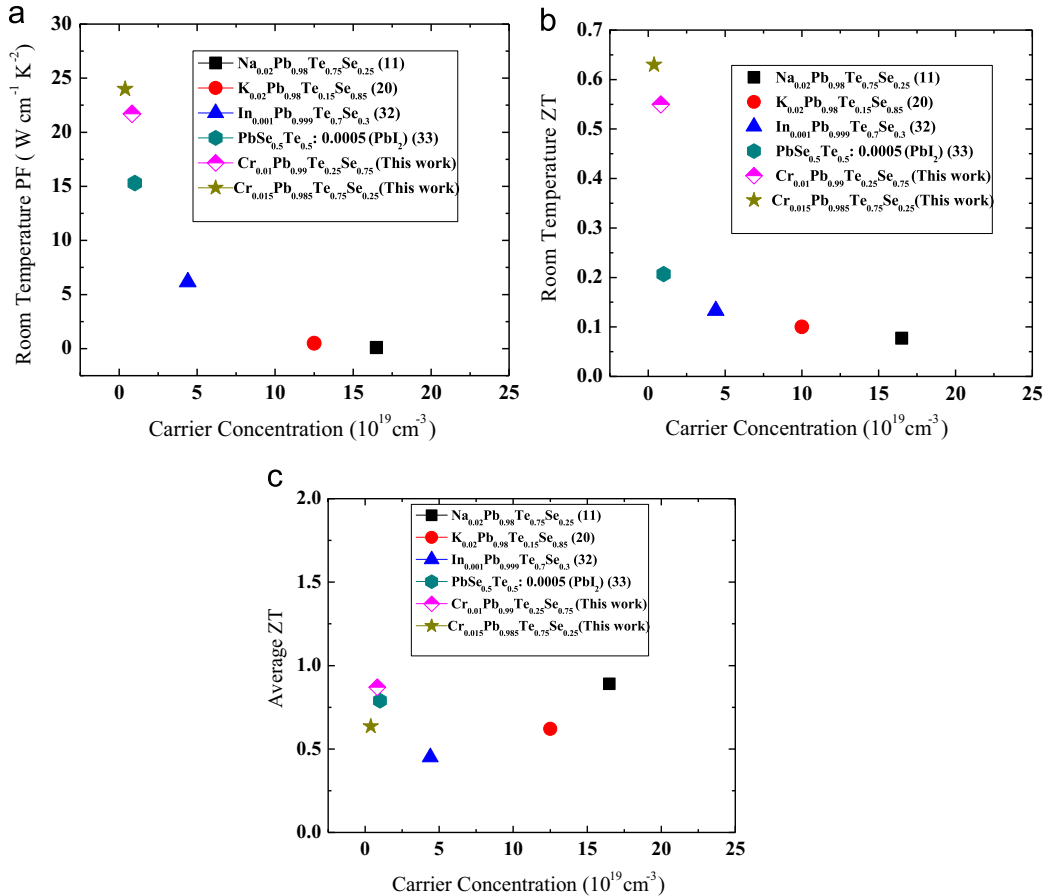 a
Room Temperature PF ( W cm⁻¹ K⁻²)
30
25
20
15
10
5
0
Na₀.₀₂Pb₀.₉₈Te₀.₇₅Se₀.₂₅ (11)
K₀.₀₂Pb₀.₉₈Te₀.₁₅Se₀.₈₅ (20)
In₀.₀₀₁Pb₀.₉₉₉Te₀.₇Se₀.₃ (32)
PbSe₀.₅Te₀.₅: 0.0005 (PbI₂) (33)
Cr₀.₀₁Pb₀.₉₉Te₀.₂₅Se₀.₇₅ (This work)
Cr₀.₀₁₅Pb₀.₉₈₅Te₀.₇₅Se₀.₂₅ (This work)
0 5 10 15 20 25
Carrier Concentration (10¹⁹cm⁻³)
b
Room Temperature ZT
0.7
0.6
0.5
0.4
0.3
0.2
0.1
0.0
Na₀.₀₂Pb₀.₉₈Te₀.₇₅Se₀.₂₅ (11)
K₀.₀₂Pb₀.₉₈Te₀.₁₅Se₀.₈₅ (20)
In₀.₀₀₁Pb₀.₉₉₉Te₀.₇Se₀.₃ (32)
PbSe₀.₅Te₀.₅: 0.0005 (PbI₂) (33)
Cr₀.₀₁Pb₀.₉₉Te₀.₂₅Se₀.₇₅ (This work)
Cr₀.₀₁₅Pb₀.₉₈₅Te₀.₇₅Se₀.₂₅(This work)
0 5 10 15 20 25
Carrier Concentration (10¹⁹cm⁻³)
c
Average ZT
2.0
1.5
1.0
0.5
0.0
Na₀.₀₂Pb₀.₉₈Te₀.₇₅Se₀.₂₅ (11)
K₀.₀₂Pb₀.₉₈Te₀.₁₅Se₀.₈₅ (20)
In₀.₀₀₁Pb₀.₉₉₉Te₀.₇Se₀.₃ (32)
PbSe₀.₅Te₀.₅: 0.0005 (PbI₂) (33)
Cr₀.₀₁Pb₀.₉₉Te₀.₂₅Se₀.₇₅ (This work)
Cr₀.₀₁₅Pb₀.₉₈₅Te₀.₇₅Se₀.₂₅(This work)
0 5 10 15 20 25
Carrier Concentration (10¹⁹cm⁻³)